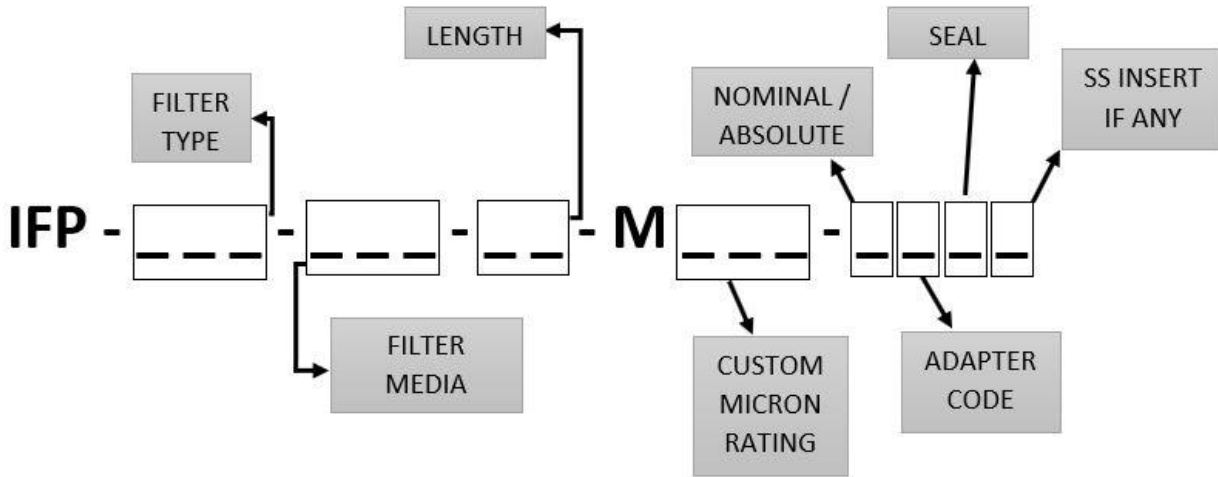 LENGTH
SEAL
FILTER
TYPE
NOMINAL /
ABSOLUTE
SS INSERT
IF ANY
IFP - _ _ _ - _ _ _ - _ _ - M _ _ _ - _ _ _ _
FILTER
MEDIA
CUSTOM
MICRON
RATING
ADAPTER
CODE